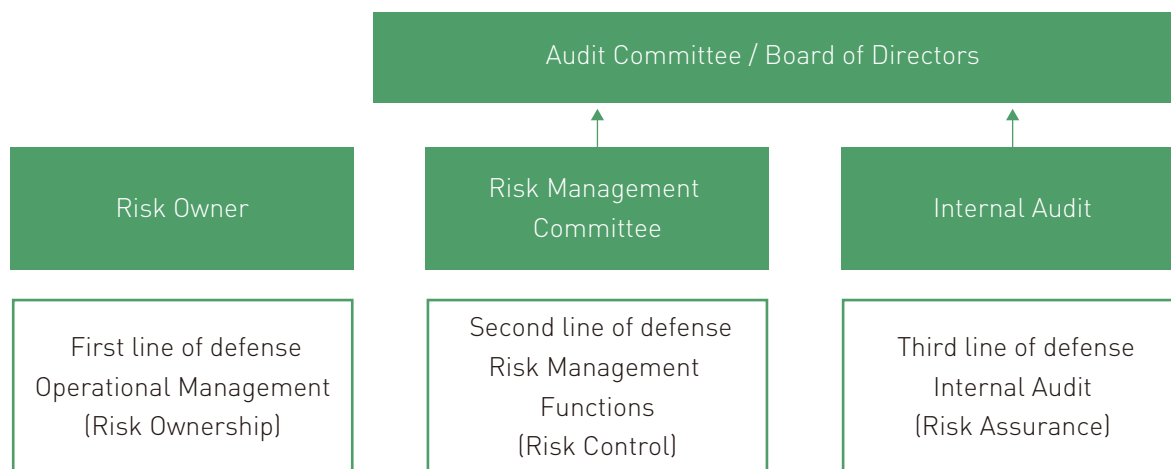 Audit Committee / Board of Directors
Risk Owner
Risk Management
Committee
Internal Audit
First line of defense
Operational Management
(Risk Ownership)
Second line of defense
Risk Management
Functions
(Risk Control)
Third line of defense
Internal Audit
(Risk Assurance)